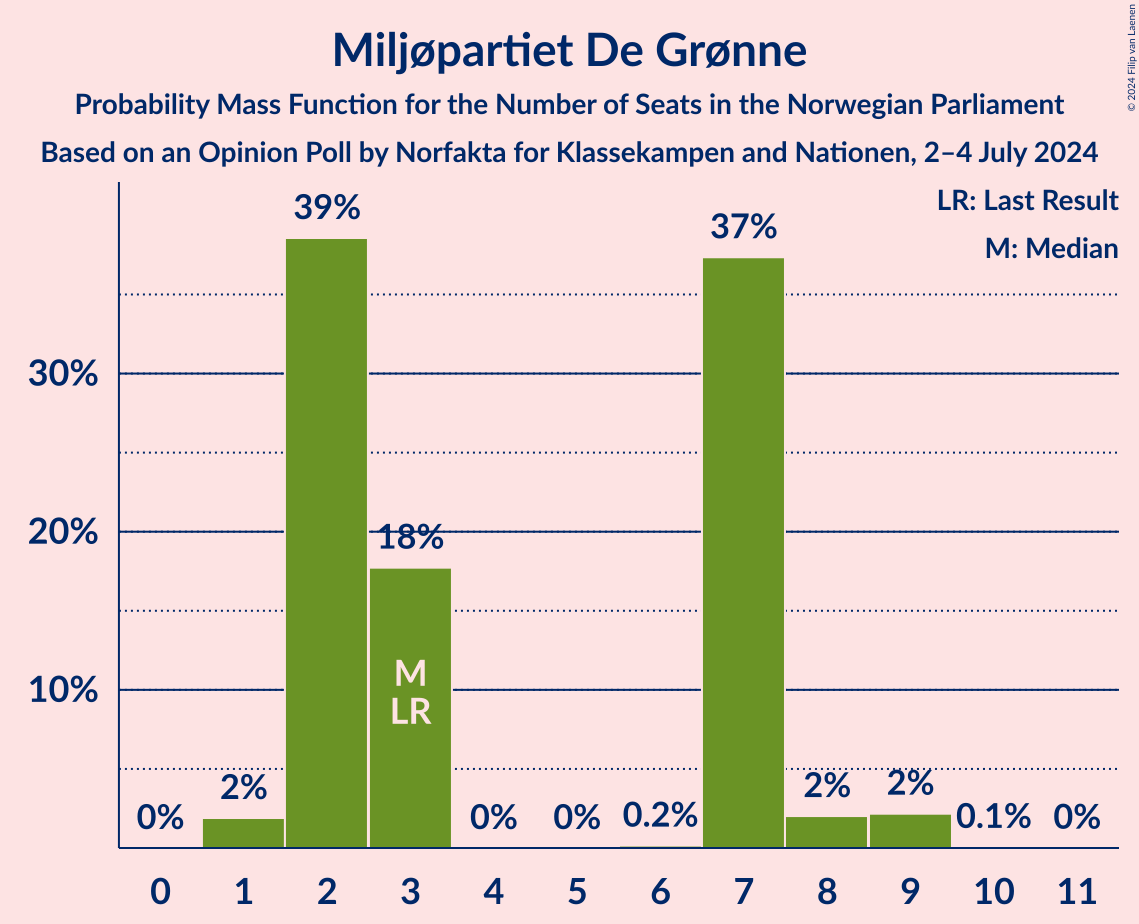 Miljøpartiet De Grønne
Probability Mass Function for the Number of Seats in the Norwegian Parliament
Based on an Opinion Poll by Norfakta for Klassekampen and Nationen, 2–4 July 2024
© 2024 Filip van Laenen
LR: Last Result
M: Median
39%
37%
30%
20%
18%
10%
M
LR
0%
2%
0%
0%
0.2%
2%
2%
0.1%
0%
0 1 2 3 4 5 6 7 8 9 10 11